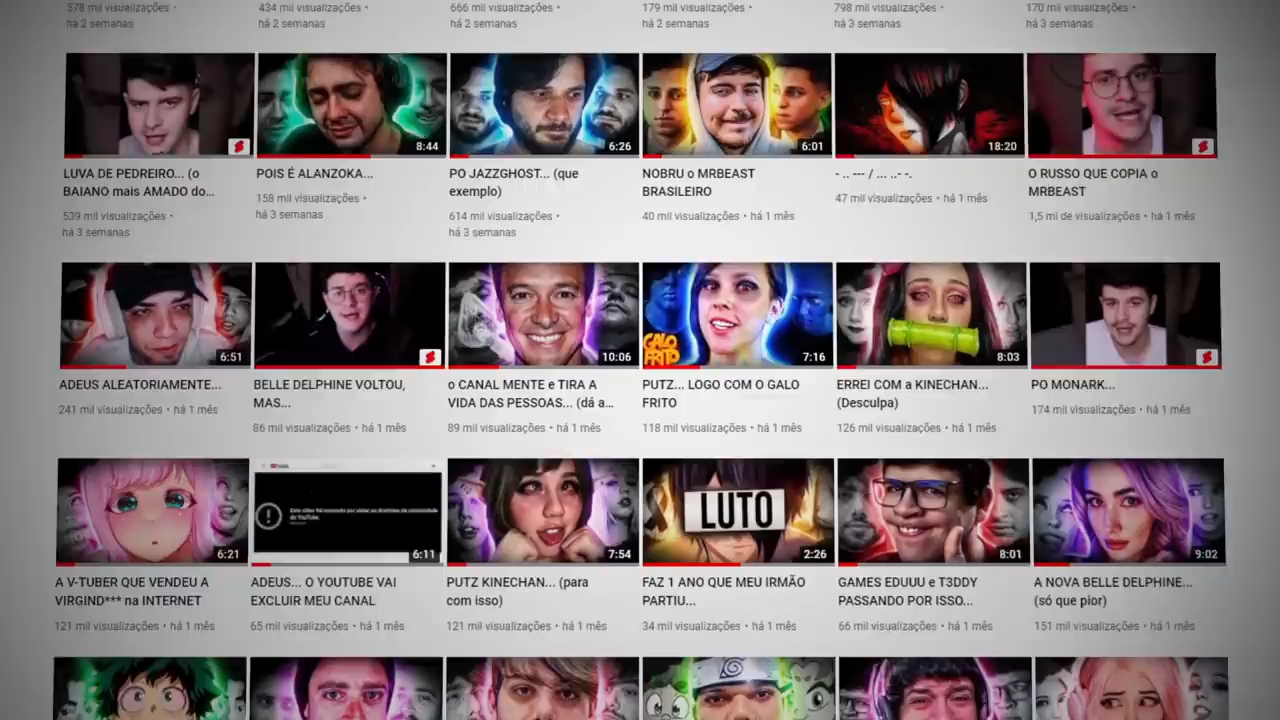 578 mil visualizações •
434 mil visualizações •
666 mil visualizações •
179 mil visualizações •
798 mil visualizações •
170 mil visualizações •
há 2 semanas
há 2 semanas
há 2 semanas
há 2 semanas
há 3 semanas
há 3 semanas
8:44
6:26
6:01
18:20
LUVA DE PEDREIRO... (o
BAIANO mais AMADO do...
539 mil visualizações •
há 3 semanas
POIS É ALANZOKA...
158 mil visualizações •
há 3 semanas
PO JAZZGHOST... (que
exemplo)
614 mil visualizações •
há 3 semanas
NOBRU o MRBEAST
BRASILEIRO
40 mil visualizações • há 1 mês
- .. --- / ... ..- -.
47 mil visualizações • há 1 mês
O RUSSO QUE COPIA o
MRBEAST
1,5 mi de visualizações • há 1 mês
6:51
10:06
GALO
FRITO
7:16
8:03
ADEUS ALEATORIAMENTE...
241 mil visualizações • há 1 mês
BELLE DELPHINE VOLTOU,
MAS...
86 mil visualizações • há 1 mês
o CANAL MENTE e TIRA A
VIDA DAS PESSOAS... (dá a...
89 mil visualizações • há 1 mês
PUTZ... LOGO COM O GALO
FRITO
118 mil visualizações • há 1 mês
ERREI COM a KINECHAN...
(Desculpa)
126 mil visualizações • há 1 mês
PO MONARK...
174 mil visualizações • há 1 mês
6:21
6:11
7:54
LUTO
2:26
8:01
9:02
A V-TUBER QUE VENDEU A
VIRGIND*** na INTERNET
121 mil visualizações • há 1 mês
ADEUS... O YOUTUBE VAI
EXCLUIR MEU CANAL
65 mil visualizações • há 1 mês
PUTZ KINECHAN... (para
com isso)
121 mil visualizações • há 1 mês
FAZ 1 ANO QUE MEU IRMÃO
PARTIU...
34 mil visualizações • há 1 mês
GAMES EDUUU e T3DDY
PASSANDO POR ISSO...
66 mil visualizações • há 1 mês
A NOVA BELLE DELPHINE...
(só que pior)
151 mil visualizações • há 1 mês